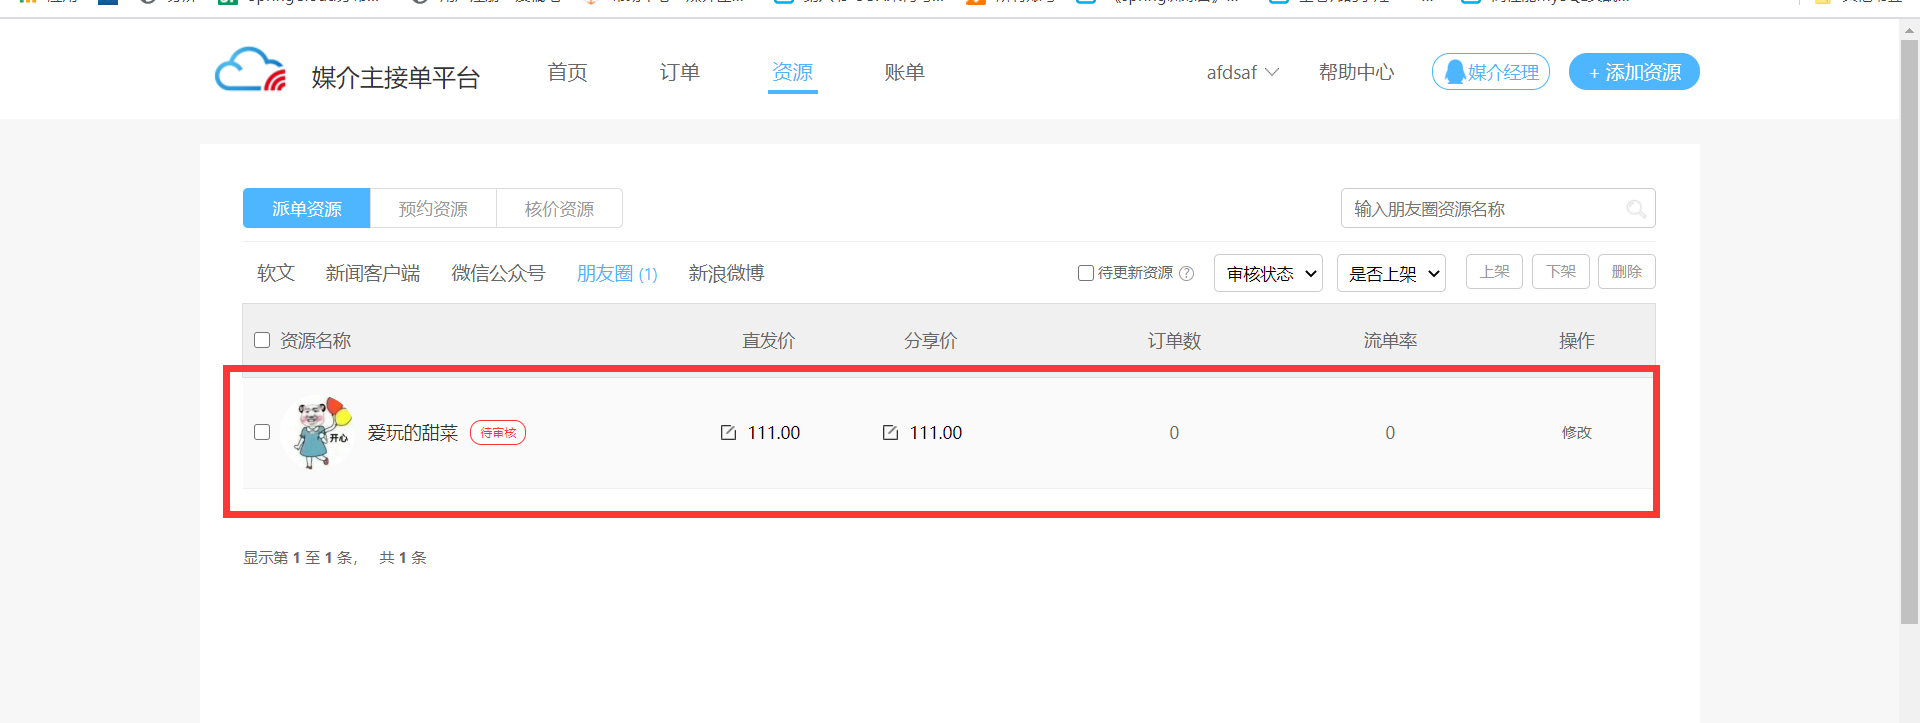 媒介主接单平台 首页 订单 资源 账单 afdsaf 帮助中心 媒介经理 + 添加资源
派单资源 预约资源 核价资源 输入朋友圈资源名称
软文 新闻客户端 微信公众号 朋友圈 (1) 新浪微博 待更新资源 ? 审核状态 是否上架 上架 下架 删除
资源名称 直发价 分享价 订单数 流单率 操作
开心 爱玩的甜菜 待审核 111.00 111.00 0 0 修改
显示第 1 至 1 条， 共 1 条